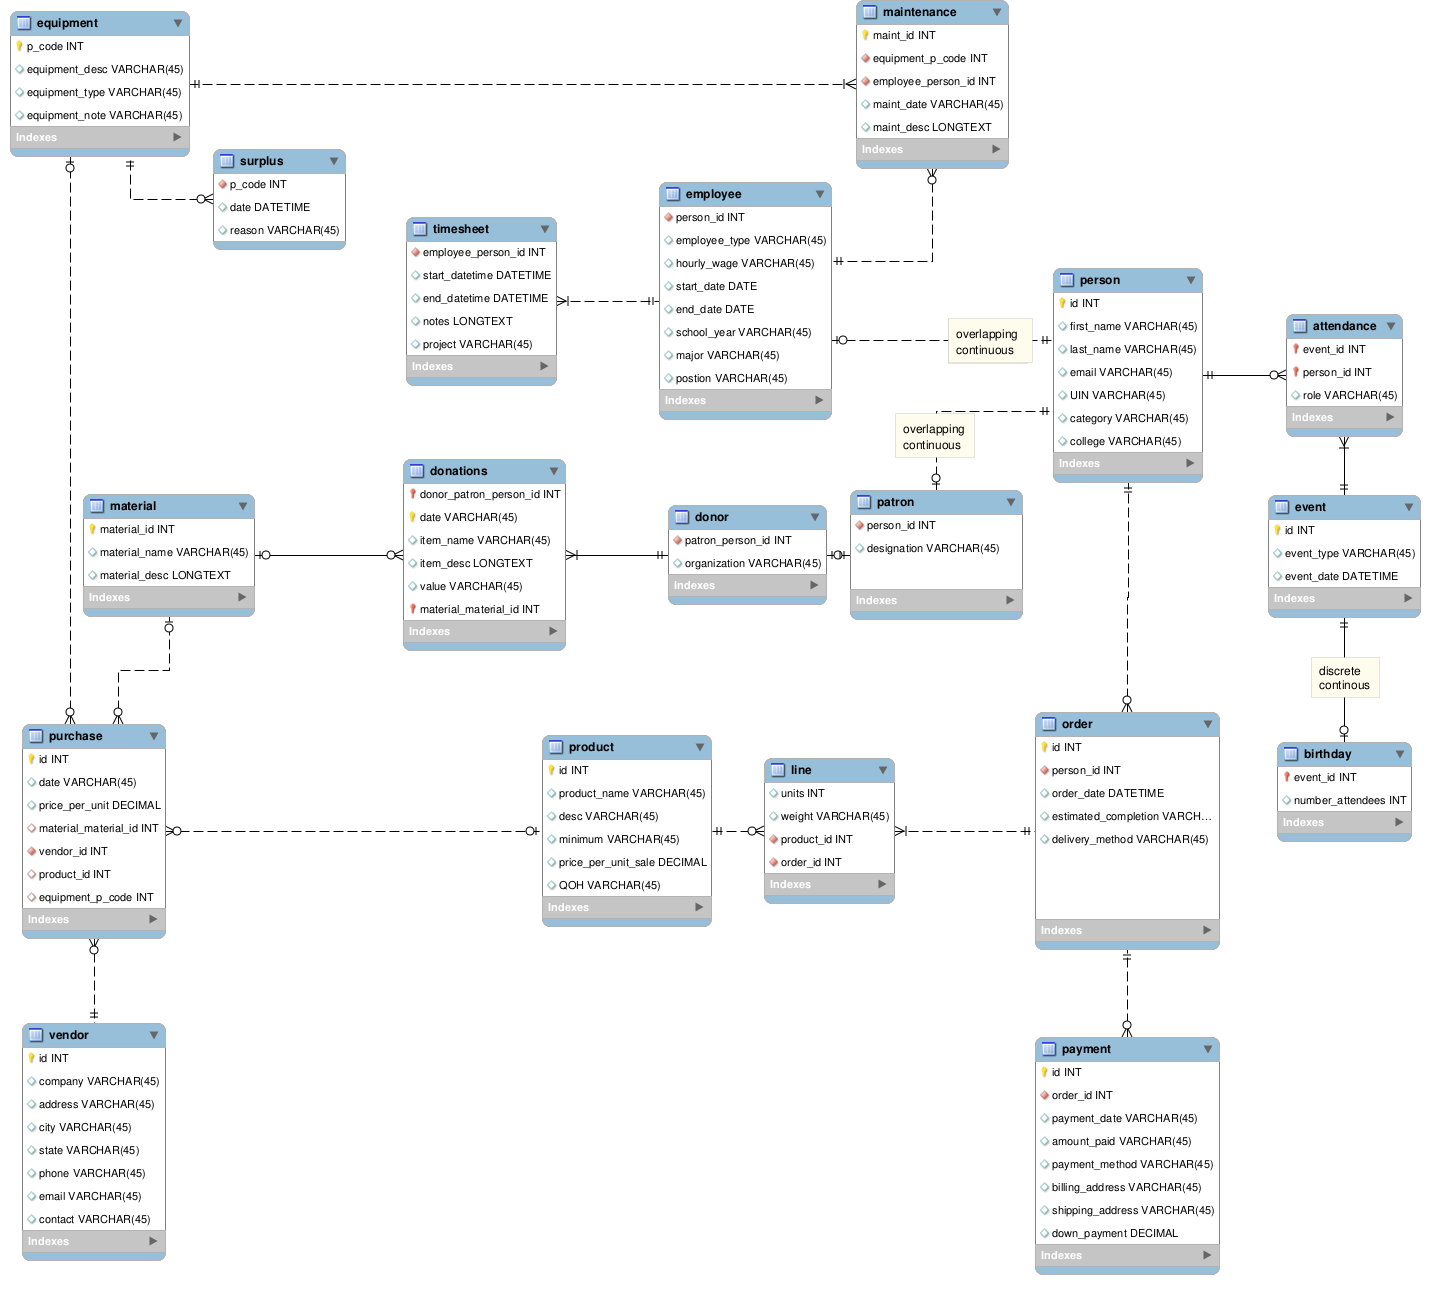 equipment
p_code INT
equipment_desc VARCHAR(45)
equipment_type VARCHAR(45)
equipment_note VARCHAR(45)
Indexes
maintenance
maint_id INT
equipment_p_code INT
employee_person_id INT
maint_date VARCHAR(45)
maint_desc LONGTEXT
Indexes
surplus
p_code INT
date DATETIME
reason VARCHAR(45)
timesheet
employee_person_id INT
start_datetime DATETIME
end_datetime DATETIME
notes LONGTEXT
project VARCHAR(45)
Indexes
employee
person_id INT
employee_type VARCHAR(45)
hourly_wage VARCHAR(45)
start_date DATE
end_date DATE
school_year VARCHAR(45)
major VARCHAR(45)
postion VARCHAR(45)
Indexes
overlapping
continuous
person
id INT
first_name VARCHAR(45)
last_name VARCHAR(45)
email VARCHAR(45)
UIN VARCHAR(45)
category VARCHAR(45)
college VARCHAR(45)
Indexes
attendance
event_id INT
person_id INT
role VARCHAR(45)
Indexes
overlapping
continuous
material
material_id INT
material_name VARCHAR(45)
material_desc LONGTEXT
Indexes
donations
donor_patron_person_id INT
date VARCHAR(45)
item_name VARCHAR(45)
item_desc LONGTEXT
value VARCHAR(45)
material_material_id INT
Indexes
donor
patron_person_id INT
organization VARCHAR(45)
Indexes
patron
person_id INT
designation VARCHAR(45)
Indexes
event
id INT
event_type VARCHAR(45)
event_date DATETIME
Indexes
discrete
continous
purchase
id INT
date VARCHAR(45)
price_per_unit DECIMAL
material_material_id INT
vendor_id INT
product_id INT
equipment_p_code INT
Indexes
product
id INT
product_name VARCHAR(45)
desc VARCHAR(45)
minimum VARCHAR(45)
price_per_unit_sale DECIMAL
QOH VARCHAR(45)
Indexes
line
units INT
weight VARCHAR(45)
product_id INT
order_id INT
Indexes
order
id INT
person_id INT
order_date DATETIME
estimated_completion VARCH...
delivery_method VARCHAR(45)
Indexes
birthday
event_id INT
number_attendees INT
Indexes
vendor
id INT
company VARCHAR(45)
address VARCHAR(45)
city VARCHAR(45)
state VARCHAR(45)
phone VARCHAR(45)
email VARCHAR(45)
contact VARCHAR(45)
Indexes
payment
id INT
order_id INT
payment_date VARCHAR(45)
amount_paid VARCHAR(45)
payment_method VARCHAR(45)
billing_address VARCHAR(45)
shipping_address VARCHAR(45)
down_payment DECIMAL
Indexes